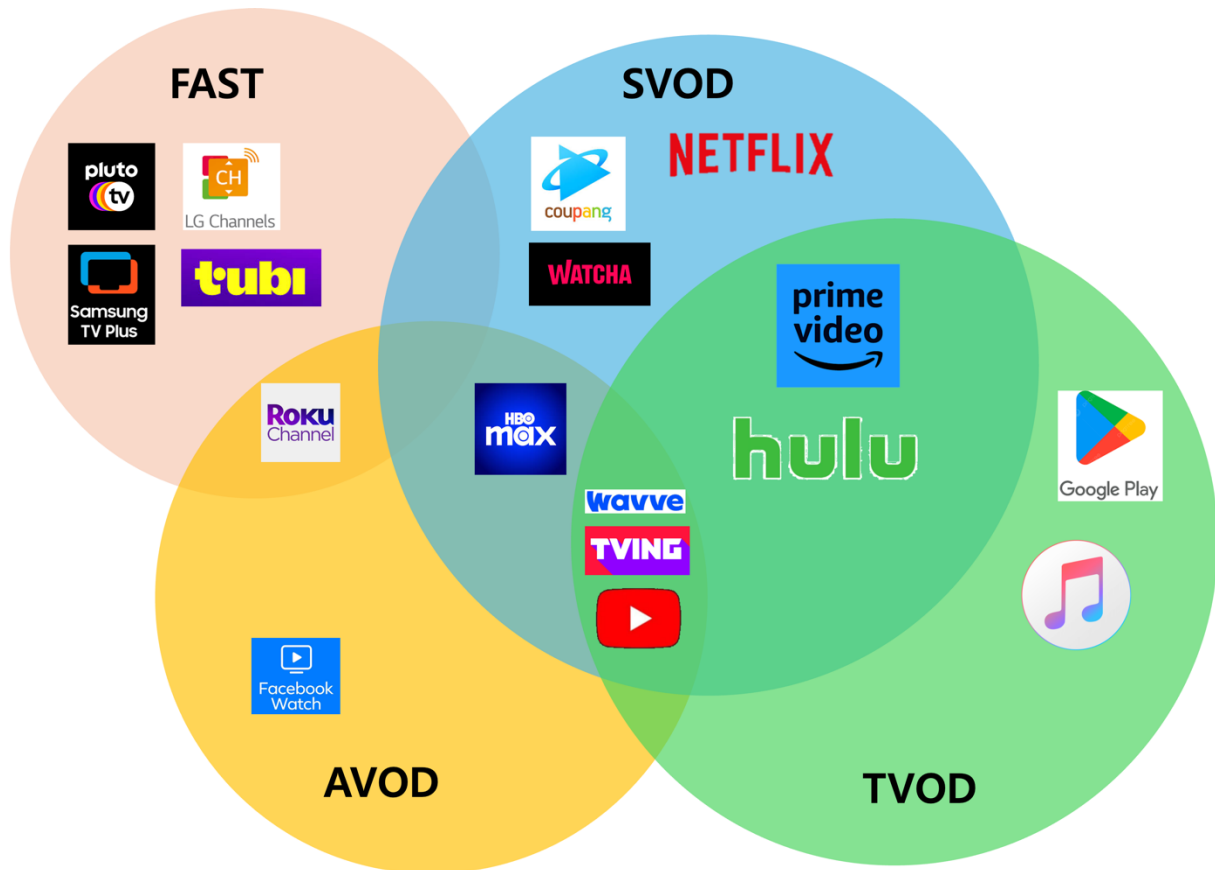 FAST
SVOD
pluto
tv
CH
LG Channels
Samsung
TV Plus
tubi
coupang
NETFLIX
WATCHA
prime
video
ROKU
Channel
HBO
max
hulu
wavve
TVING
Google Play
Facebook
Watch
AVOD
TVOD